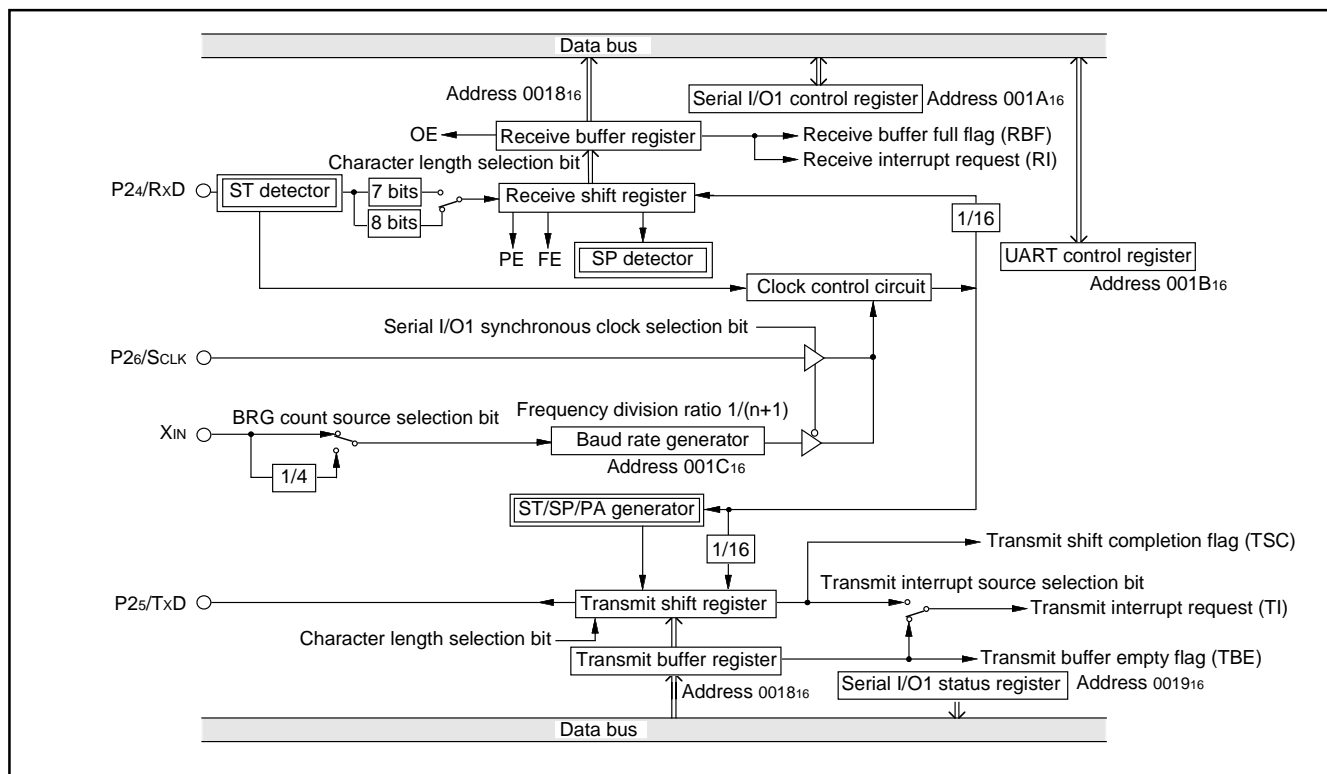 Data bus
Address 001816
Serial I/O1 control register Address 001A16
OE Receive buffer register Receive buffer full flag (RBF)
Character length selection bit Receive interrupt request (RI)
P24/RXD ST detector 7 bits Receive shift register
8 bits 1/16
PE FE SP detector UART control register
Clock control circuit Address 001B16
Serial I/O1 synchronous clock selection bit
P26/SCLK
BRG count source selection bit Frequency division ratio 1/(n+1)
XIN Baud rate generator
1/4 Address 001C16
ST/SP/PA generator
1/16 Transmit shift completion flag (TSC)
Transmit interrupt source selection bit
P25/TXD Transmit shift register Transmit interrupt request (TI)
Character length selection bit
Transmit buffer register Transmit buffer empty flag (TBE)
Address 001816 Serial I/O1 status register Address 001916
Data bus